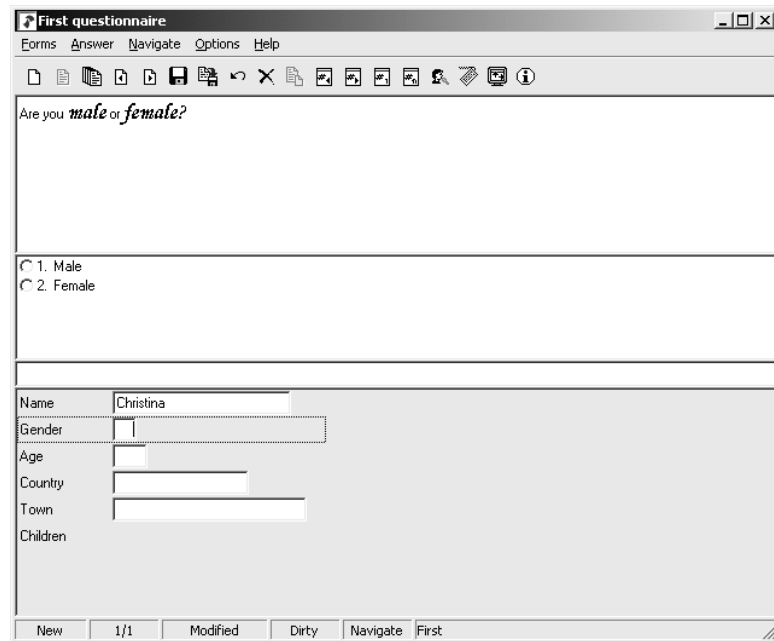 First questionnaire
Forms Answer Navigate Options Help
Are you male or female?
1. Male
2. Female
Name Christina
Gender
Age
Country
Town
Children
New 1/1 Modified Dirty Navigate First